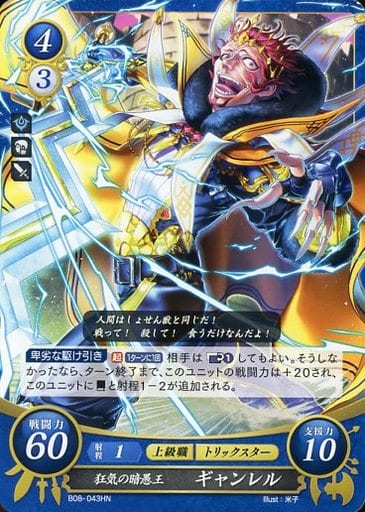 4
3
人間はしょせん獣と同じだ!
戦って! 殺して! 食うだけなんだよ!
卑劣な駆け引き 起 1ターンに1回 相手は 1してもよい。そうしな
かったなら、ターン終了まで、このユニットの戦闘力は+20され、
このユニットに と射程1-2が追加される。
戦闘力
60
射程 1 上級職 トリックスター
支援力
10
狂気の暗愚王 ギャンレル
B08-043HN
Illust:米子